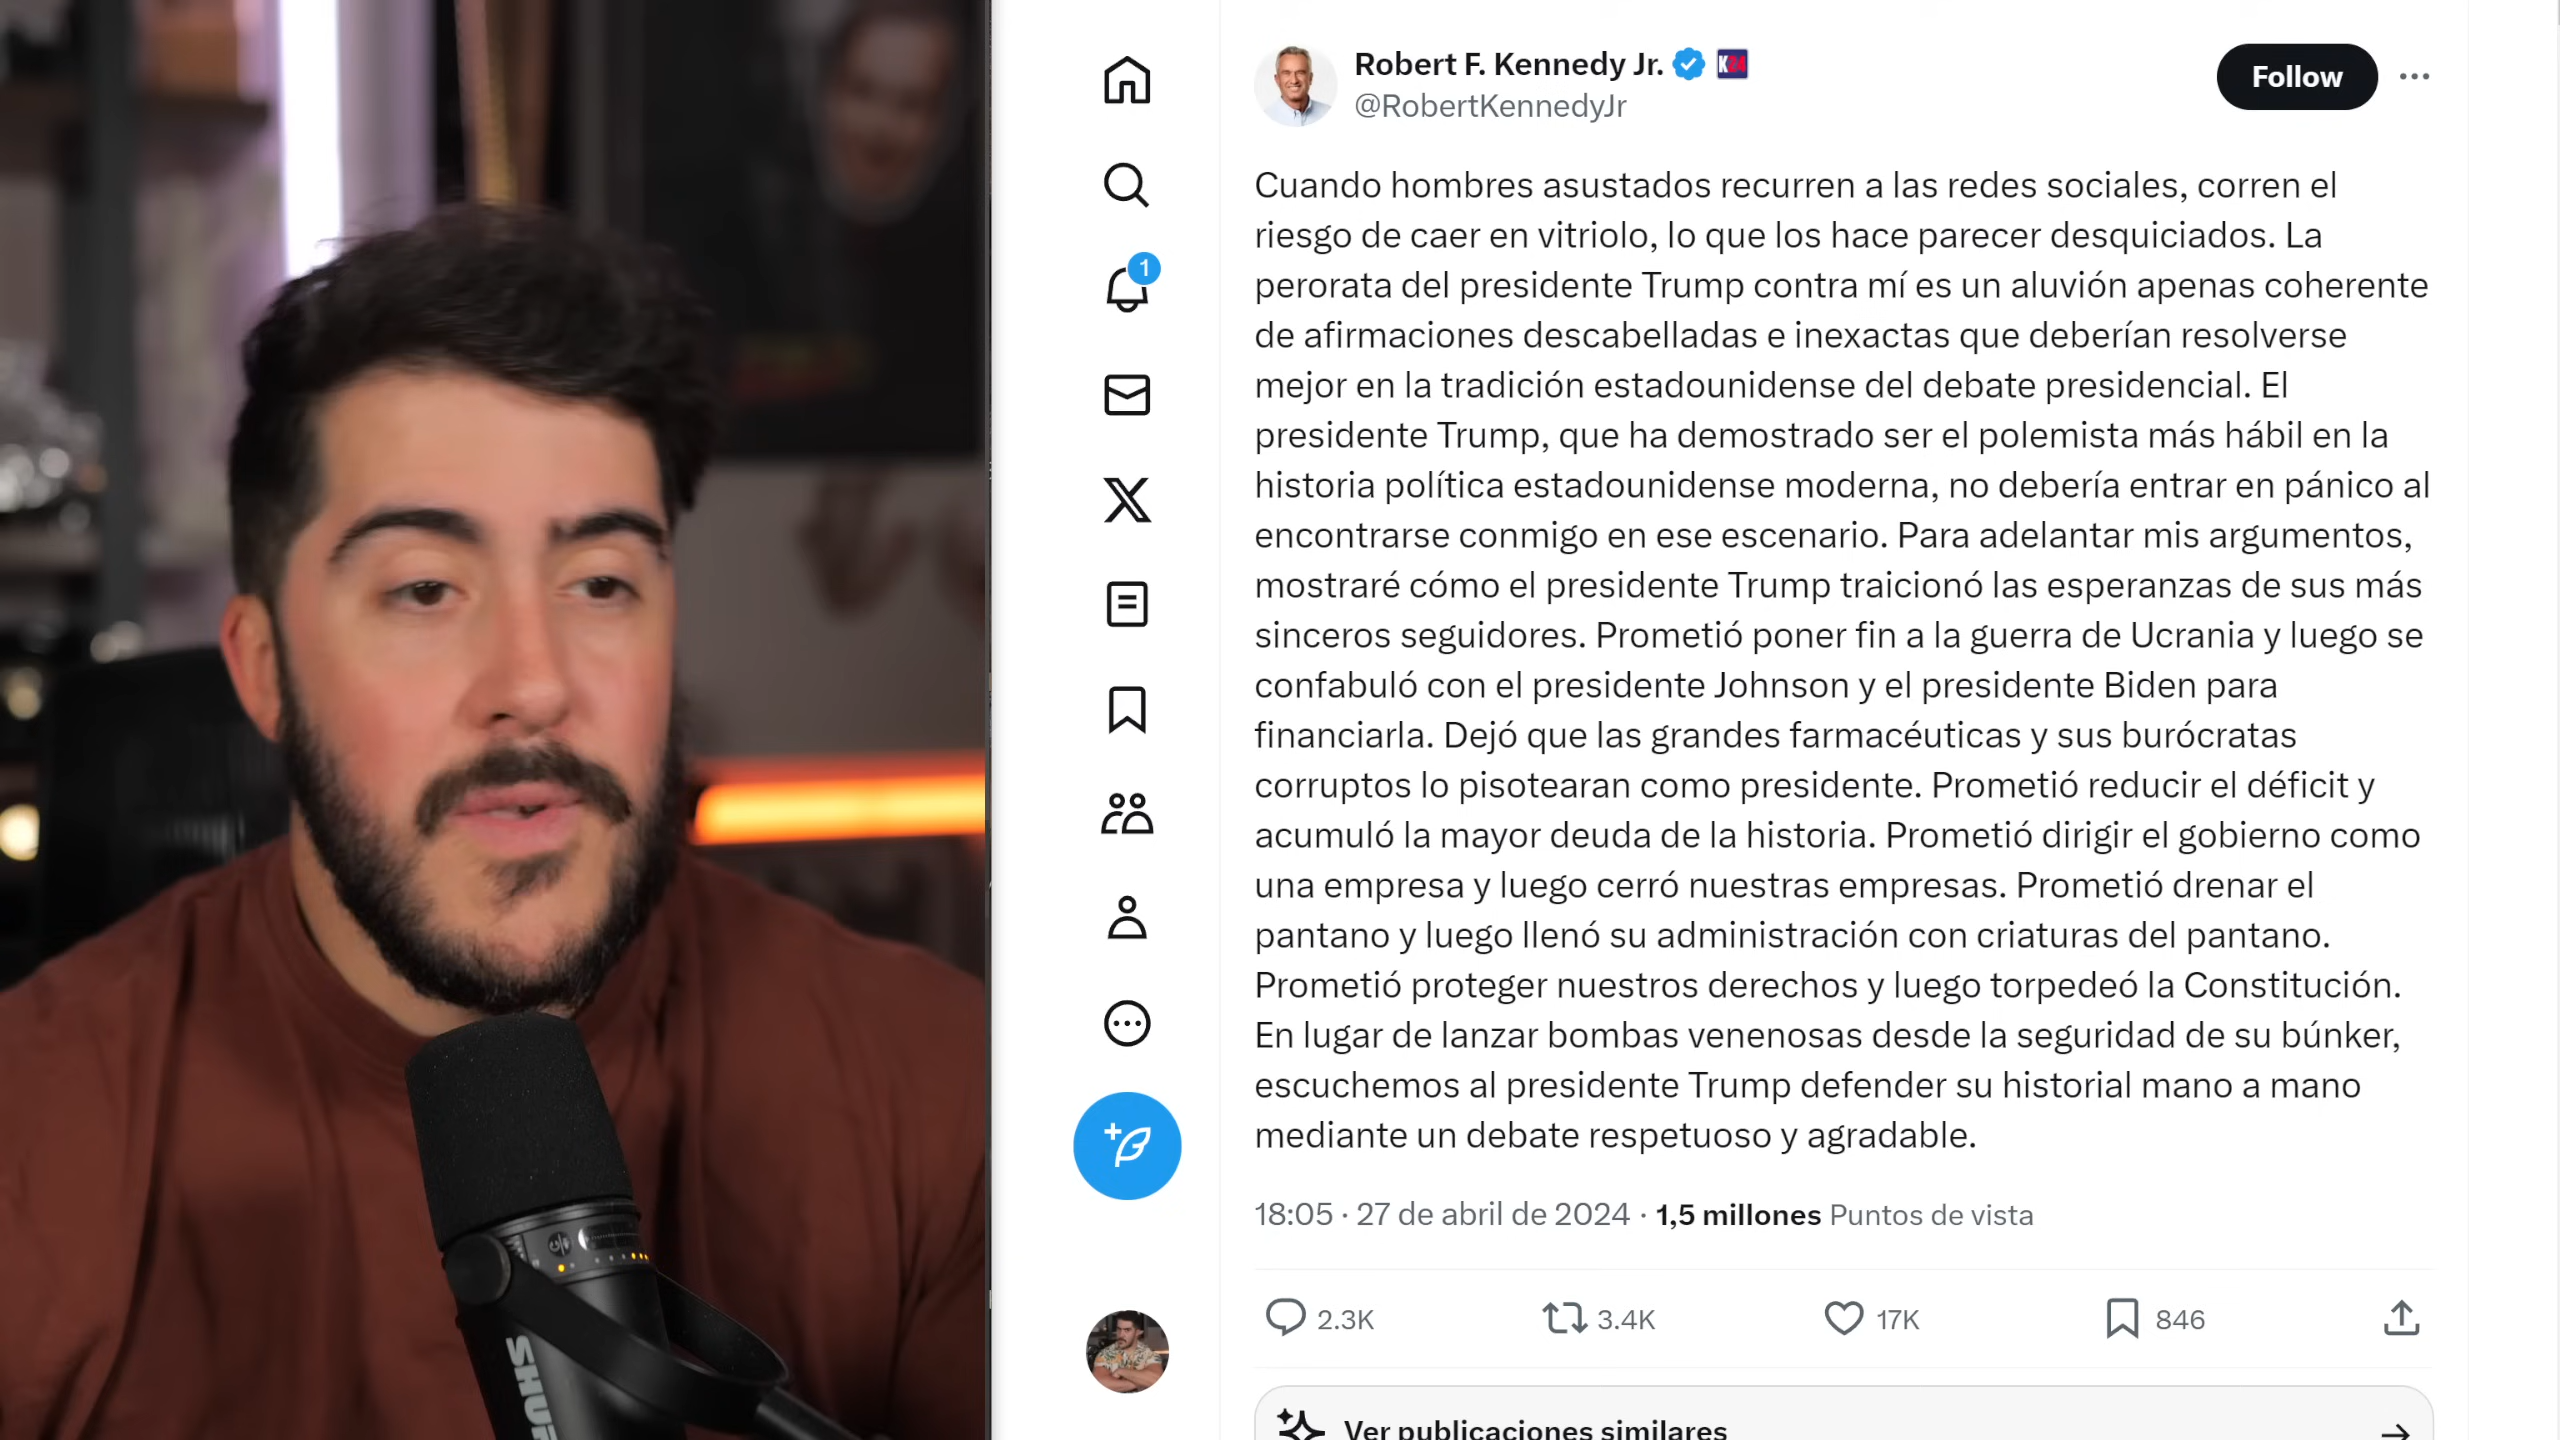 Robert F. Kennedy Jr. K24
@RobertKennedyJr
Follow
1
Cuando hombres asustados recurren a las redes sociales, corren el
riesgo de caer en vitriolo, lo que los hace parecer desquiciados. La
perorata del presidente Trump contra mí es un aluvión apenas coherente
de afirmaciones descabelladas e inexactas que deberían resolverse
mejor en la tradición estadounidense del debate presidencial. El
presidente Trump, que ha demostrado ser el polemista más hábil en la
historia política estadounidense moderna, no debería entrar en pánico al
encontrarse conmigo en ese escenario. Para adelantar mis argumentos,
mostraré cómo el presidente Trump traicionó las esperanzas de sus más
sinceros seguidores. Prometió poner fin a la guerra de Ucrania y luego se
confabuló con el presidente Johnson y el presidente Biden para
financiarla. Dejó que las grandes farmacéuticas y sus burócratas
corruptos lo pisotearan como presidente. Prometió reducir el déficit y
acumuló la mayor deuda de la historia. Prometió dirigir el gobierno como
una empresa y luego cerró nuestras empresas. Prometió drenar el
pantano y luego llenó su administración con criaturas del pantano.
Prometió proteger nuestros derechos y luego torpedeó la Constitución.
En lugar de lanzar bombas venenosas desde la seguridad de su búnker,
escuchemos al presidente Trump defender su historial mano a mano
mediante un debate respetuoso y agradable.
18:05 · 27 de abril de 2024 · 1,5 millones Puntos de vista
2.3K 3.4K 17K 846
Ver publicaciones similares